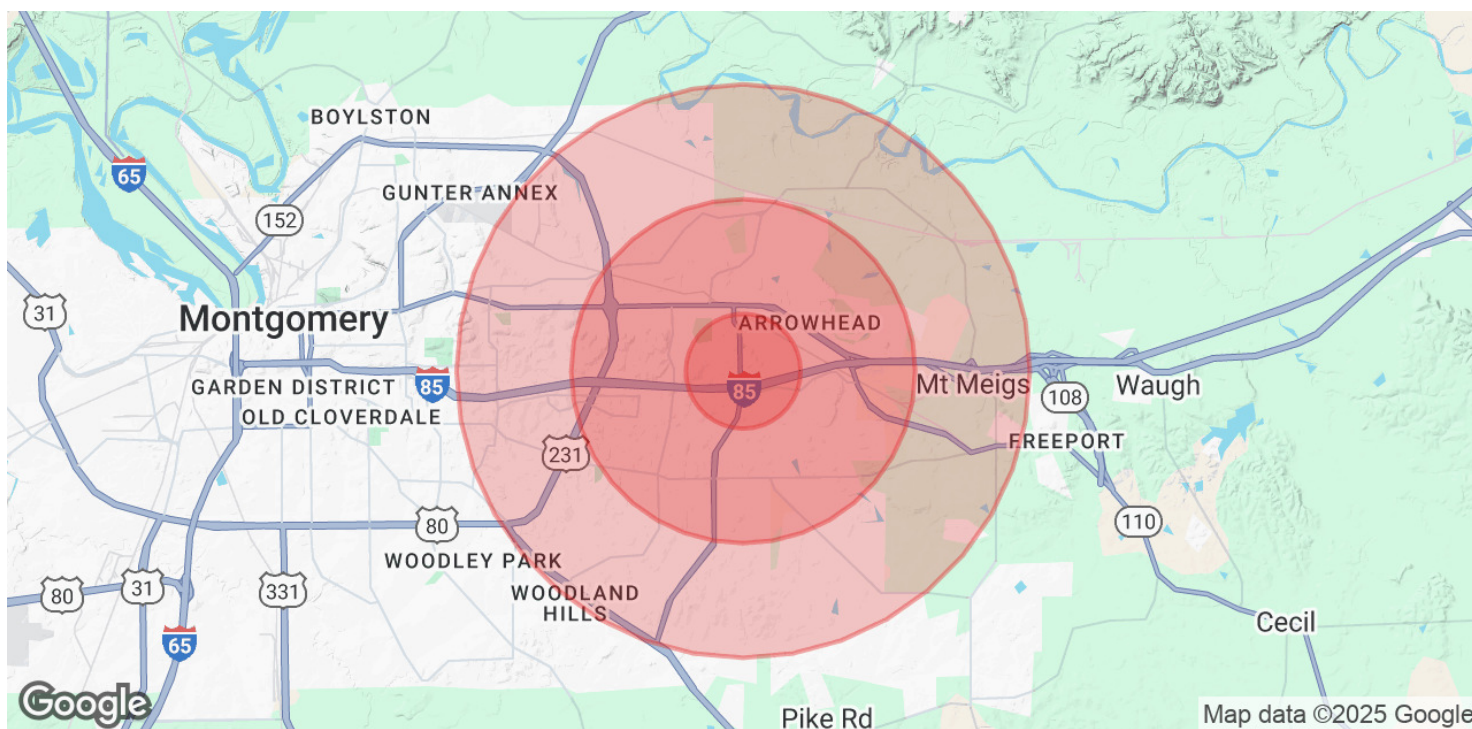 BOYLSTON
65
GUNTER ANNEX
152
31
Montgomery
ARROWHEAD
85
GARDEN DISTRICT
85
Mt Meigs
Waugh
108
OLD CLOVERDALE
FREEPORT
231
80
110
WOODLEY PARK
80
31
331
WOODLAND
HILLS
Cecil
65
Google
Pike Rd
Map data ©2025 Google